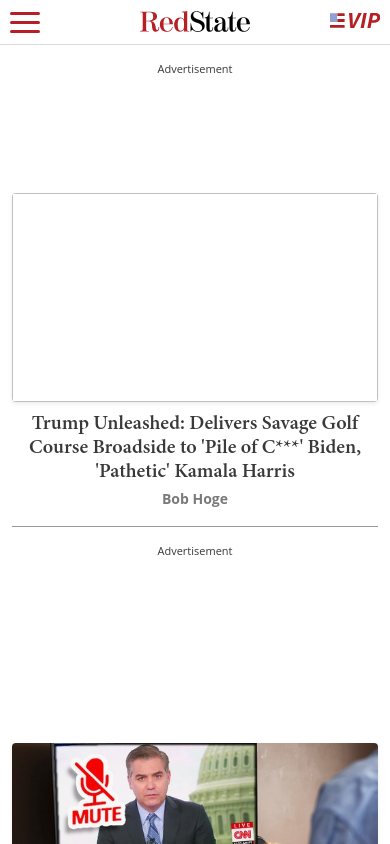 RedState
VIP
Advertisement
Trump Unleashed: Delivers Savage Golf
Course Broadside to 'Pile of C***' Biden,
'Pathetic' Kamala Harris
Bob Hoge
Advertisement
MUTE
LIVE
CNN